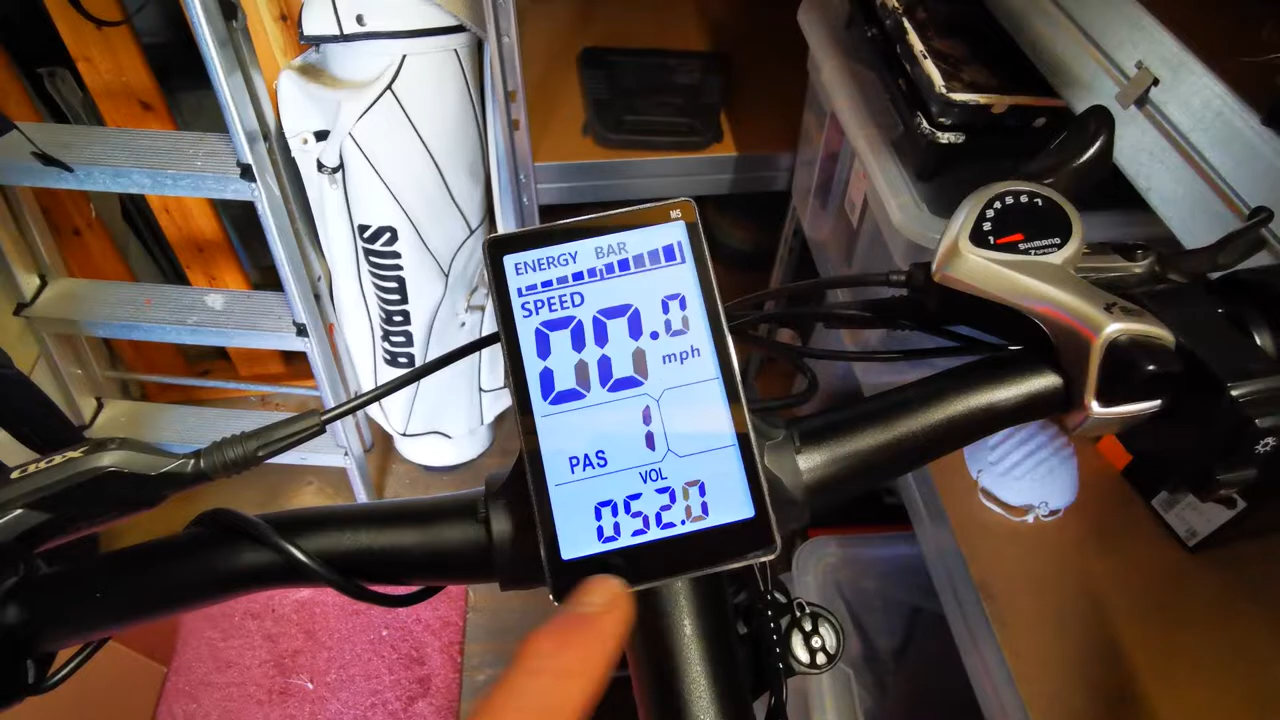 M5
ENERGY BAR
SPEED
00.0
mph
PAS
1
VOL
052.0
1 2 3 4 5 6 7
SHIMANO
7 SPEED
XOD